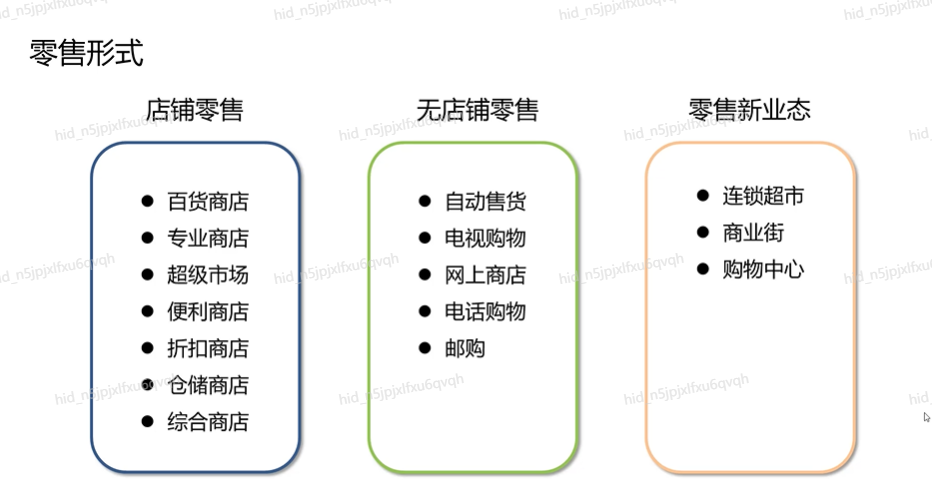 零售形式
店铺零售
百货商店
专业商店
超级市场
便利商店
折扣商店
仓储商店
综合商店
无店铺零售
自动售货
电视购物
网上商店
电话购物
邮购
零售新业态
连锁超市
商业街
购物中心
hid_n5jpjxlfxu6qvqh